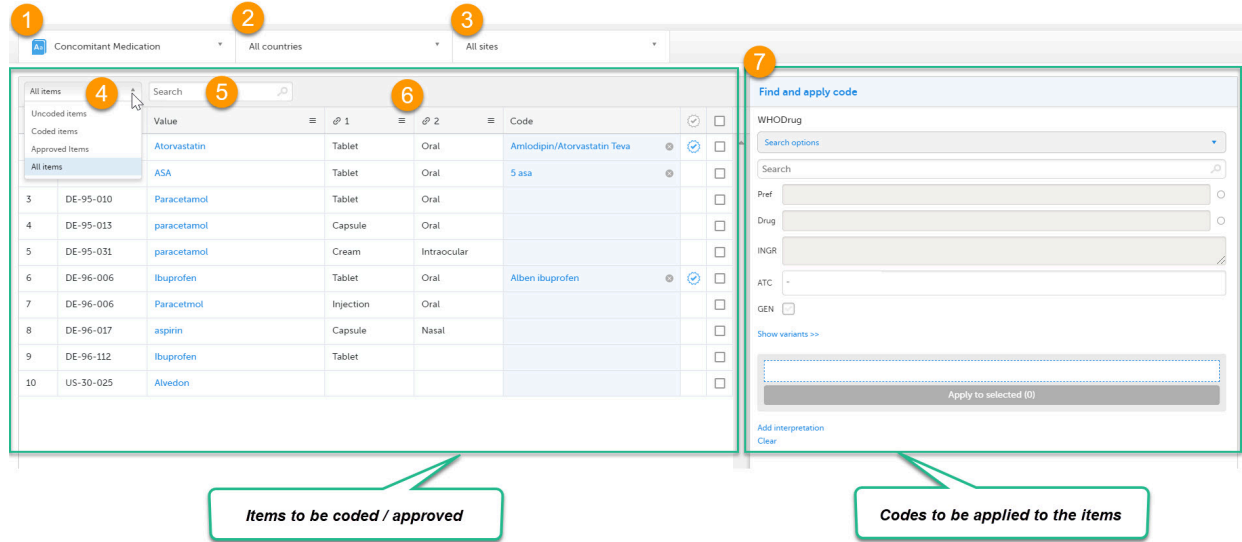 1
2
3
Aa Concomitant Medication
All countries
All sites
7
All items
4
Search
5
6
Uncoded items
Coded items
Approved Items
All items
Value 1 2 Code
Atorvastatin Tablet Oral Amlodipin/Atorvastatin Teva
ASA Tablet Oral 5 asa
3 DE-95-010 Paracetamol Tablet Oral
4 DE-95-013 paracetamol Capsule Oral
5 DE-95-031 paracetamol Cream Intraocular
6 DE-96-006 Ibuprofen Tablet Oral Alben ibuprofen
7 DE-96-006 Paracetmol Injection Oral
8 DE-96-017 aspirin Capsule Nasal
9 DE-96-112 Ibuprofen Tablet
10 US-30-025 Alvedon
Find and apply code
WHODrug
Search options
Search
Pref
Drug
INGR
ATC -
GEN
Show variants >>
Apply to selected (0)
Add interpretation
Clear
Items to be coded / approved
Codes to be applied to the items